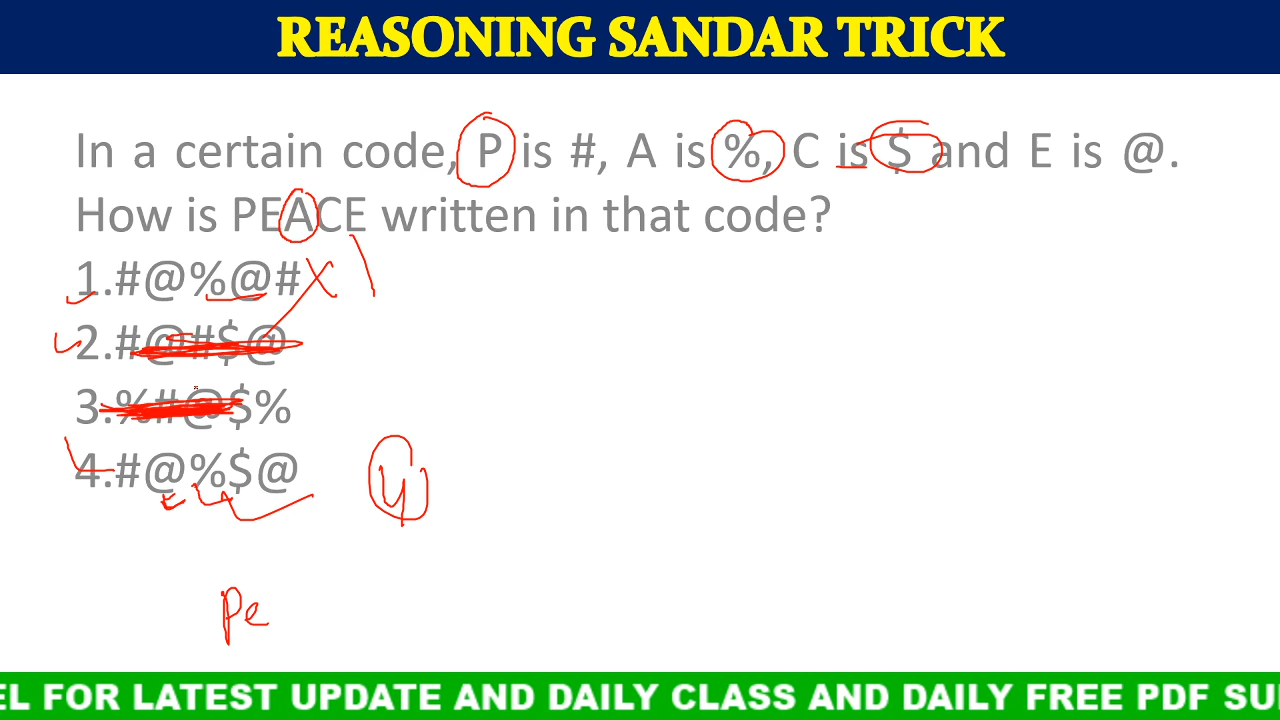 REASONING SANDAR TRICK
In a certain code, P is #, A is %, C is $ and E is @.
How is PEACE written in that code?
1.#@%@#
2.#@#$@
3.%#@$%
4.#@%$@
4
Pe
EL FOR LATEST UPDATE AND DAILY CLASS AND DAILY FREE PDF SU